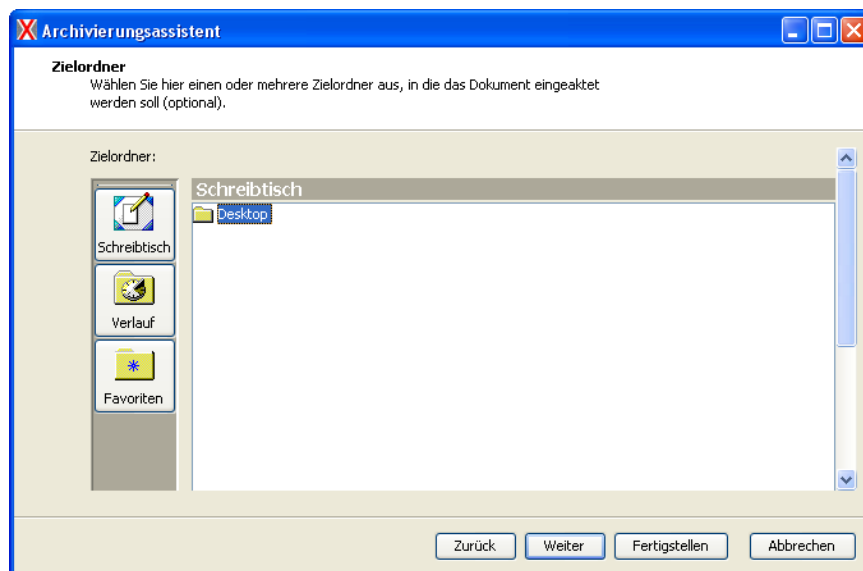 Archivierungsassistent
Zielordner
Wählen Sie hier einen oder mehrere Zielordner aus, in die das Dokument eingeaktet
werden soll (optional).
Zielordner:
Schreibtisch
Desktop
Schreibtisch
Verlauf
Favoriten
Zurück
Weiter
Fertigstellen
Abbrechen